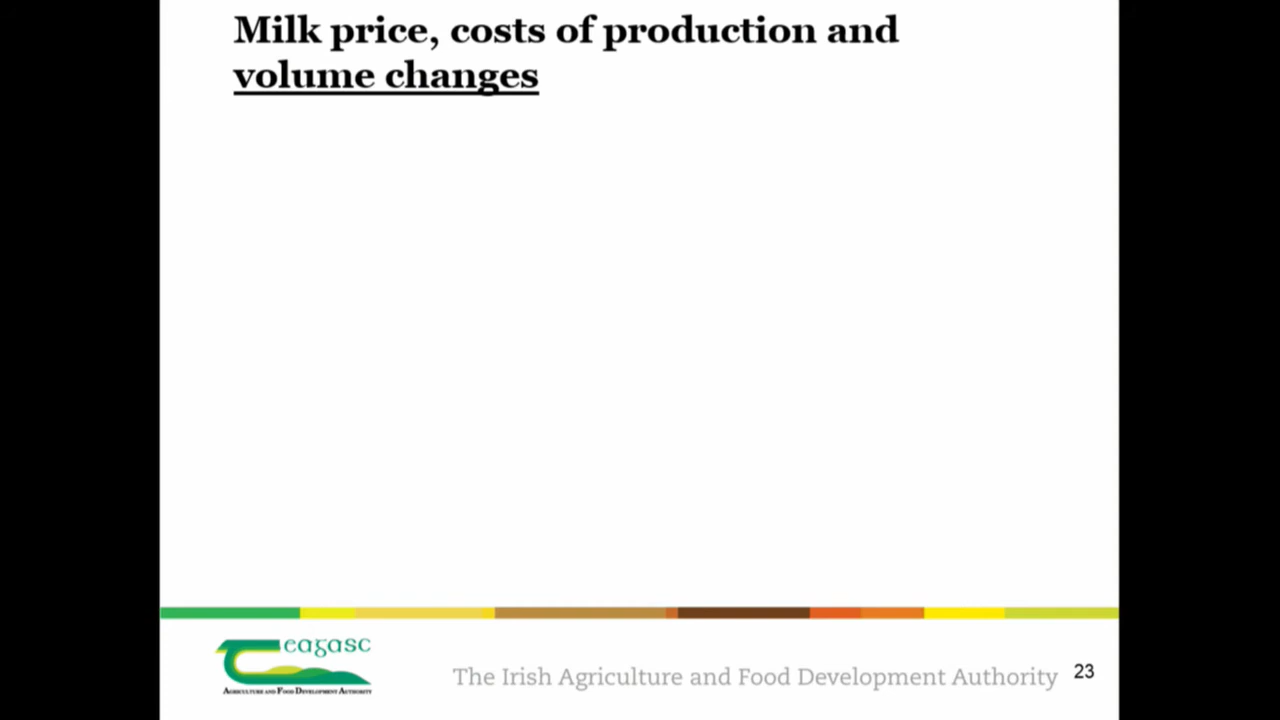 Milk price, costs of production and
volume changes
eagasc
AGRICULTURE AND FOOD DEVELOPMENT AUTHORITY
The Irish Agriculture and Food Development Authority
23